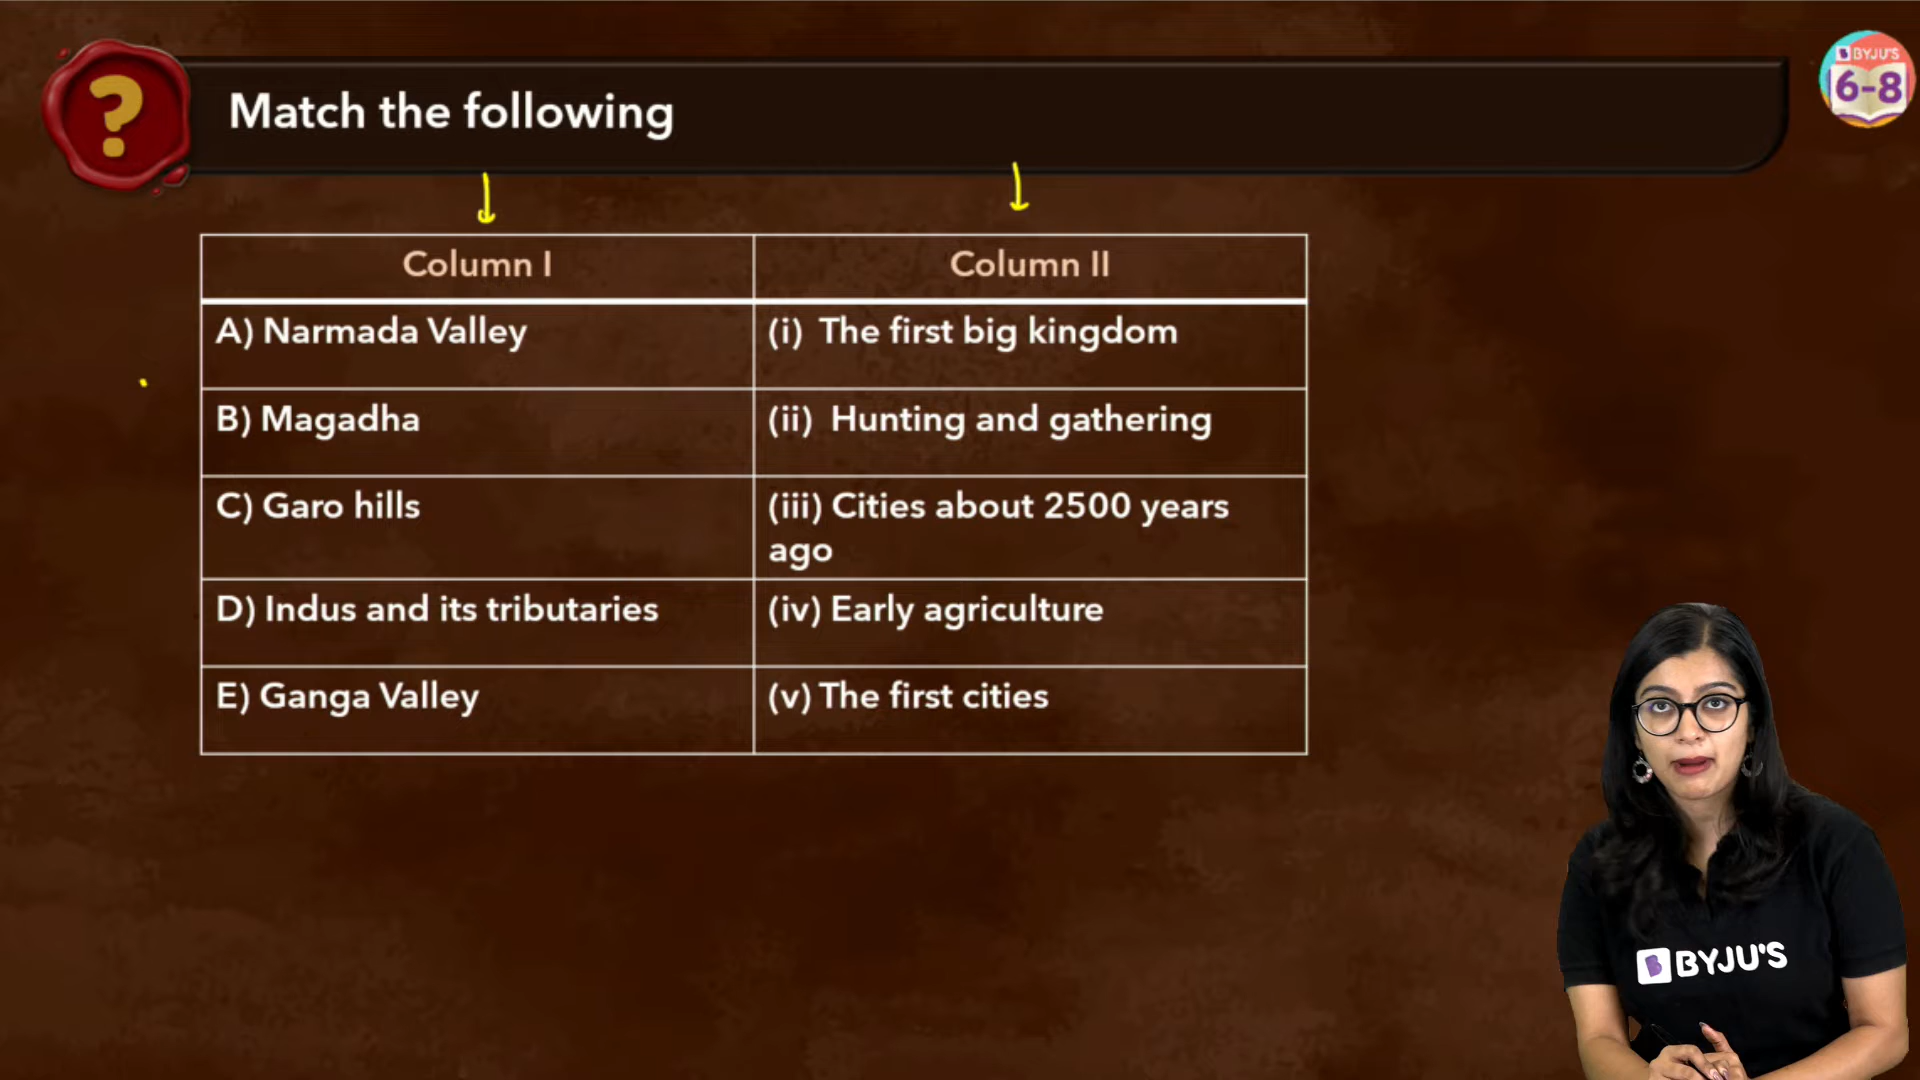 BYJU'S
6-8
?
Match the following
Column I
Column II
A) Narmada Valley
(i) The first big kingdom
B) Magadha
(ii) Hunting and gathering
C) Garo hills
(iii) Cities about 2500 years
ago
D) Indus and its tributaries
(iv) Early agriculture
E) Ganga Valley
(v) The first cities
B BYJU'S